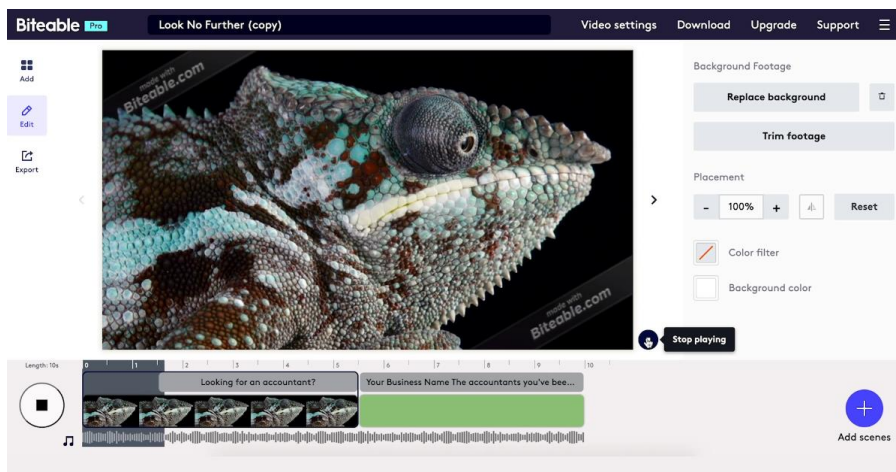 Biteable Pro
Look No Further (copy)
Video settings
Download
Upgrade
Support
Add
Edit
Export
made with
Biteable.com
made with
Biteable.com
Background Footage
Replace background
Trim footage
Placement
- 100% +
Reset
Color filter
Background color
Stop playing
Length: 10s
0 1 2 3 4 5 6 7 8 9 10
Looking for an accountant?
Your Business Name The accountants you've bee...
Add scenes